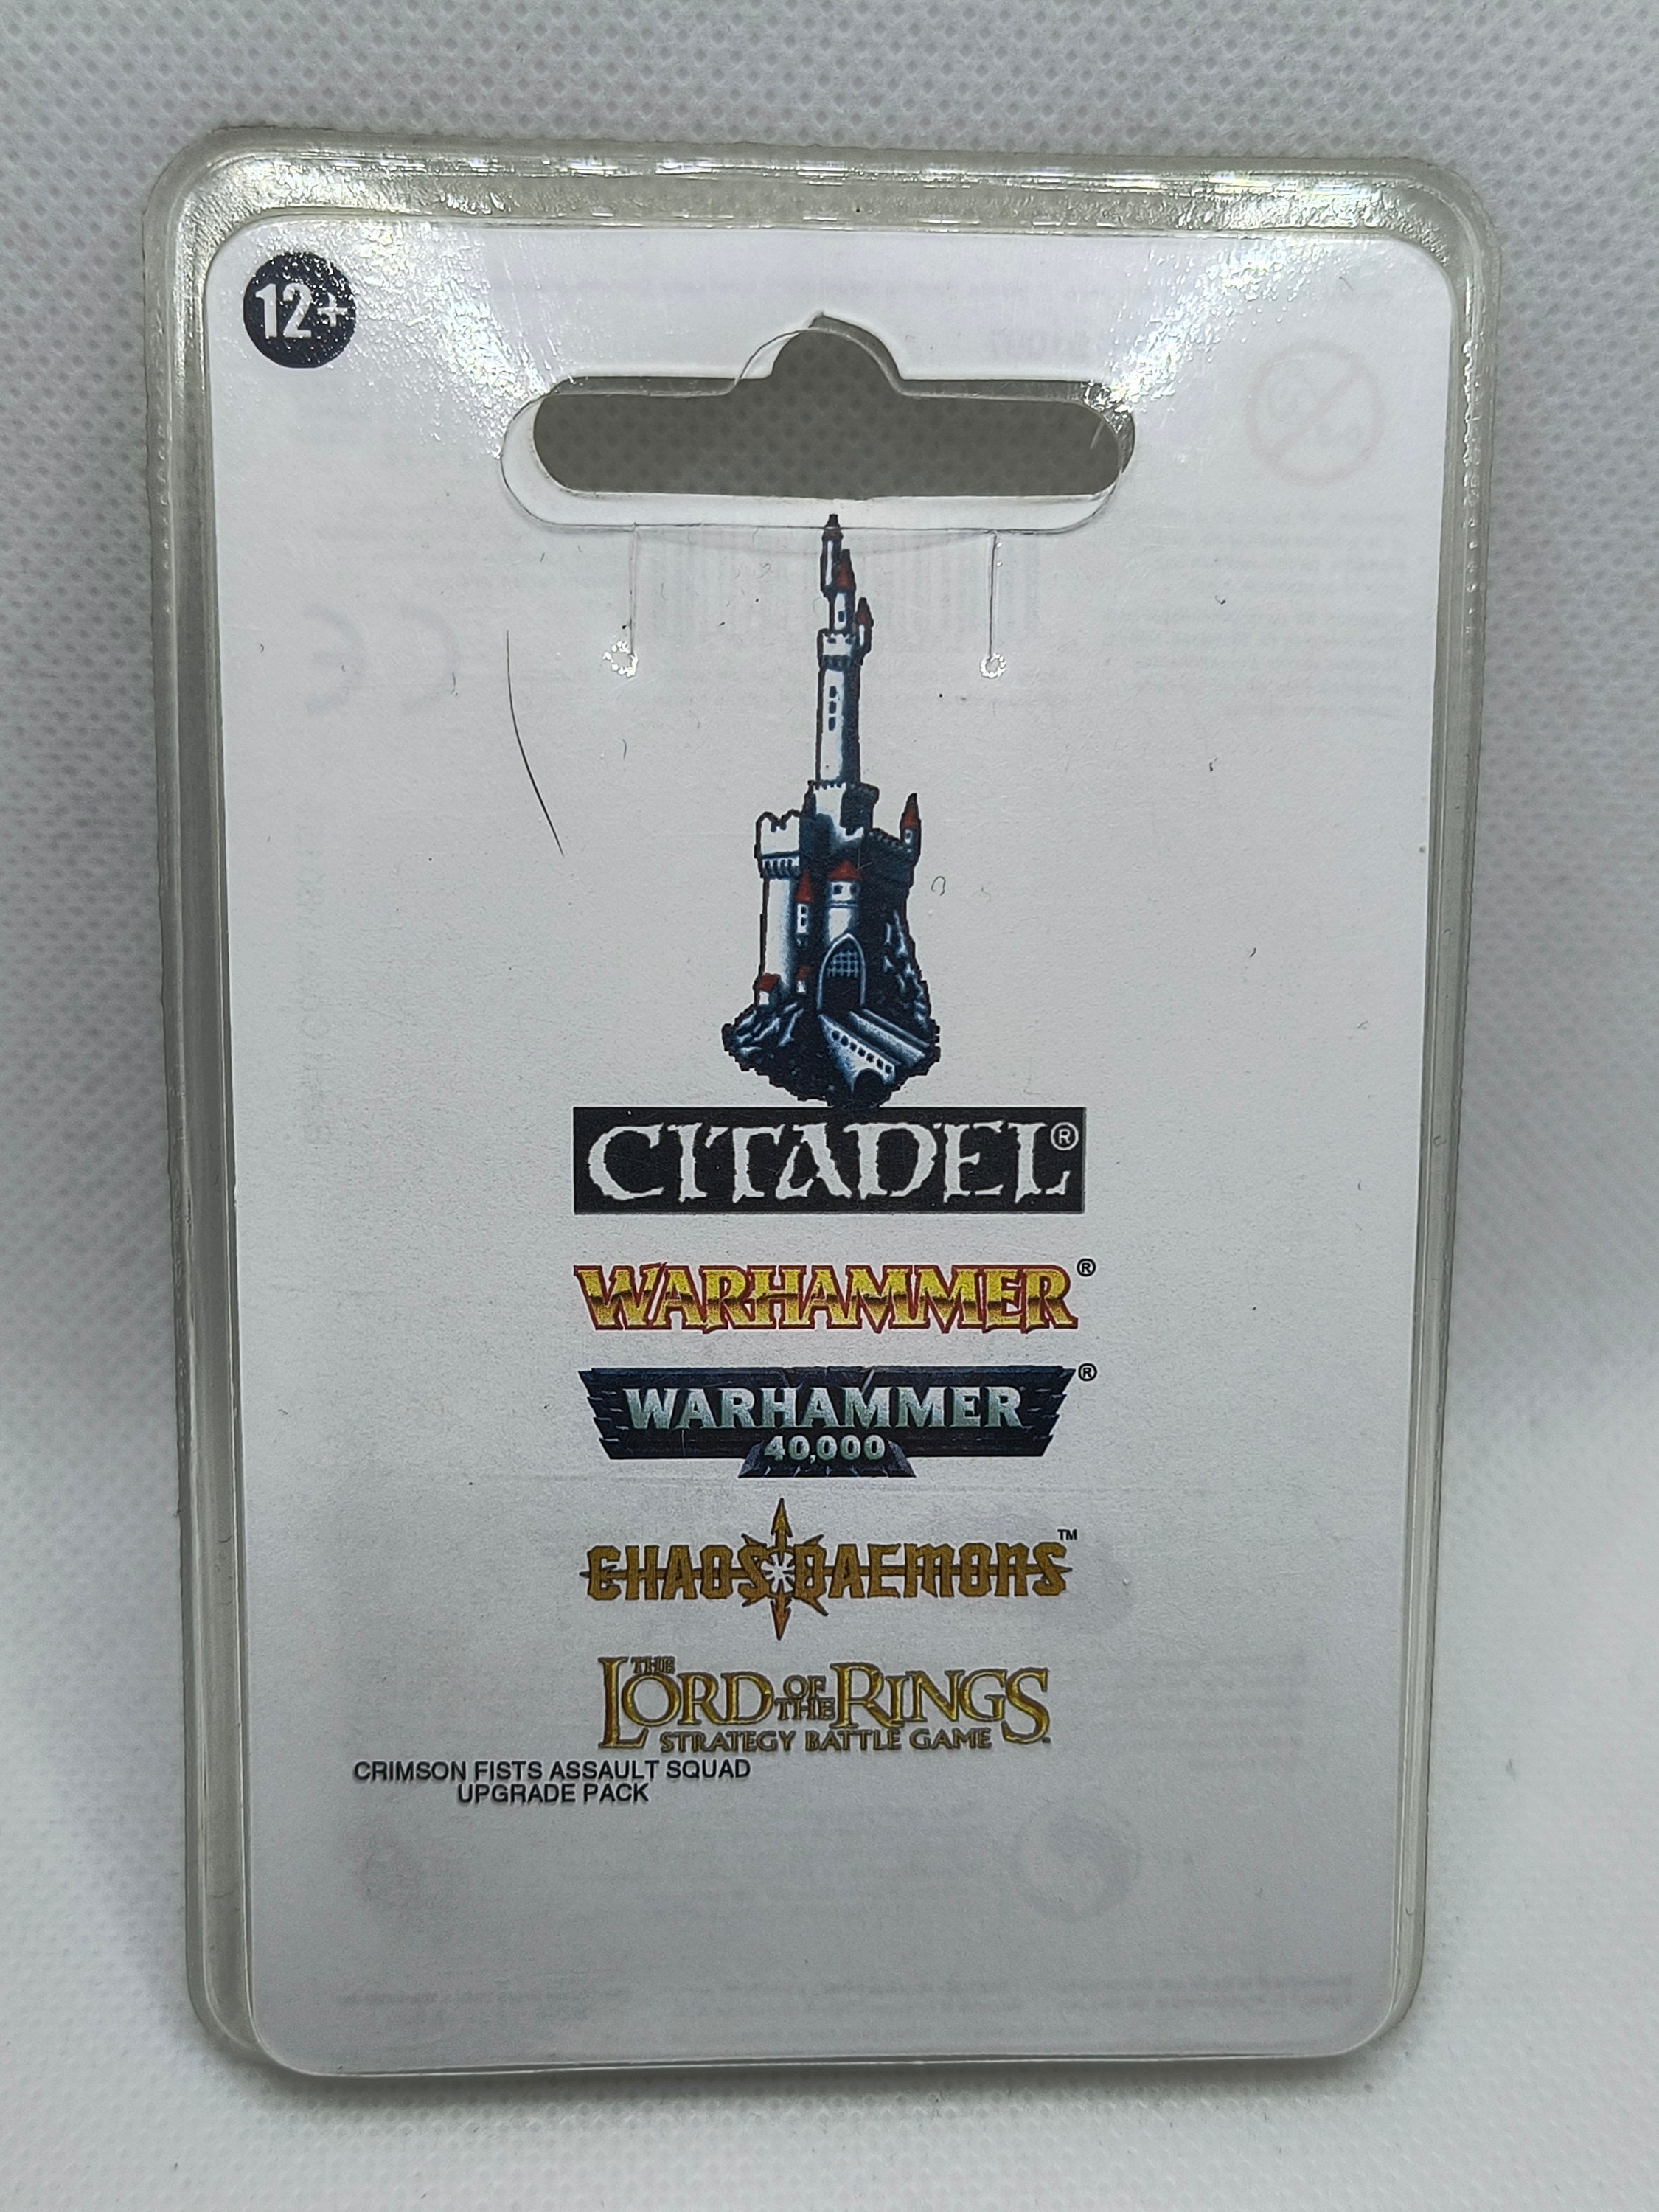 12+
CITADEL®
WARHAMMER®
WARHAMMER®
40,000
CHAOS DAEMONS™
THE LORD OF THE RINGS
STRATEGY BATTLE GAME
CRIMSON FISTS ASSAULT SQUAD
UPGRADE PACK